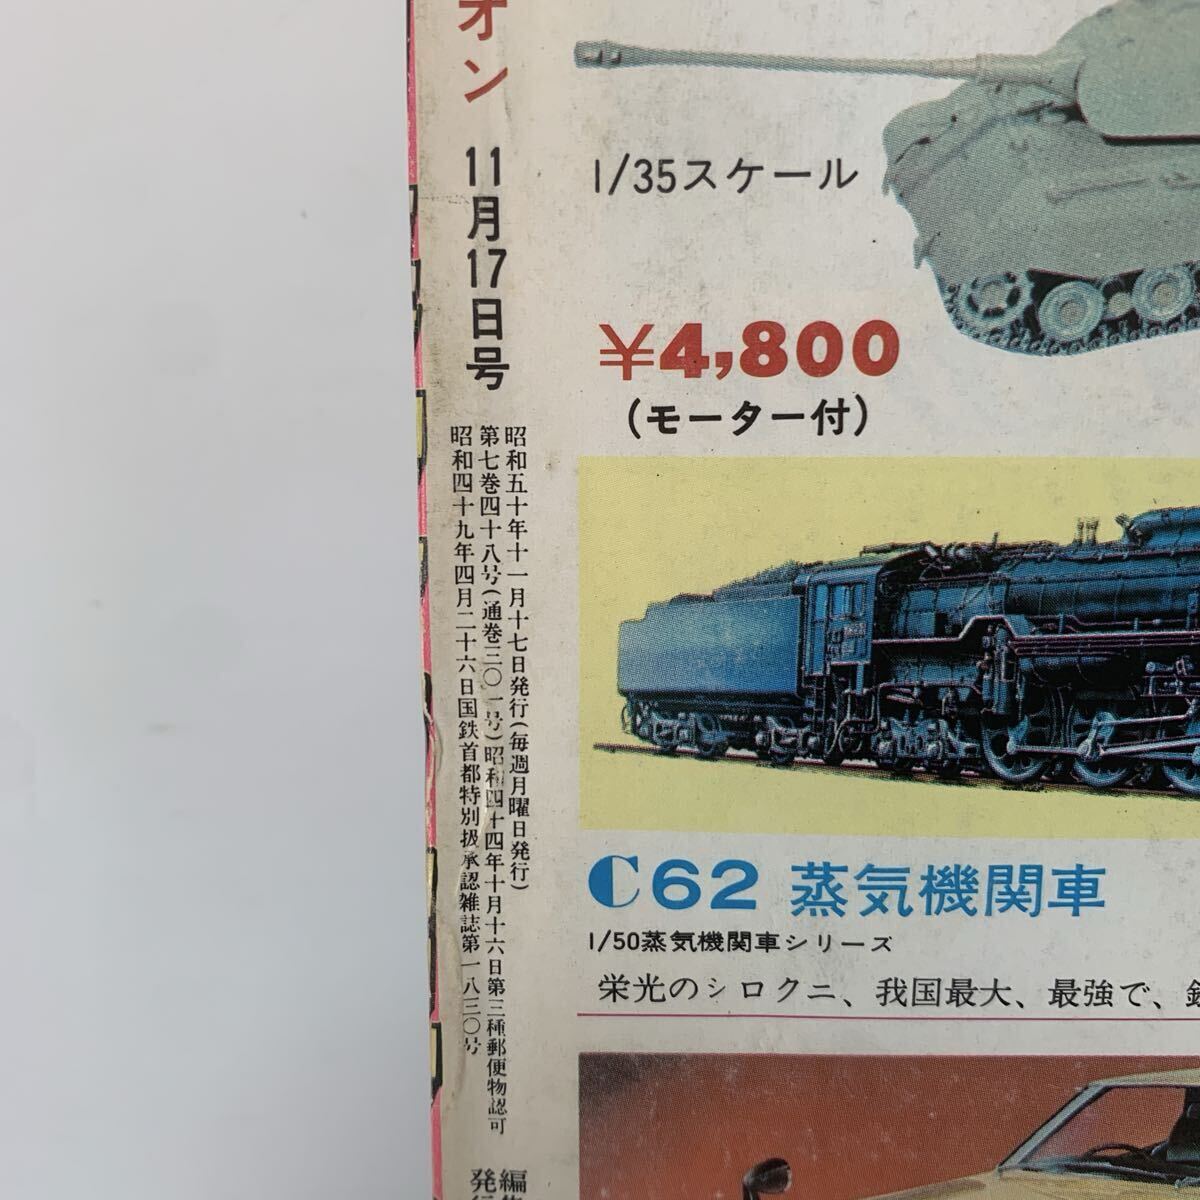 オン 11月17日号
昭和五十年十一月十七日発行(毎週月曜日発行)
第七巻四十八号(通巻三〇一号)昭和四十四年十月十六日第三種郵便物認可
昭和四十九年四月二十六日国鉄首都特別扱承認雑誌第一八三〇号
編集
発行
1/35スケール
¥4,800
(モーター付)
C62 蒸気機関車
1/50蒸気機関車シリーズ
栄光のシロクニ、我国最大、最強で、